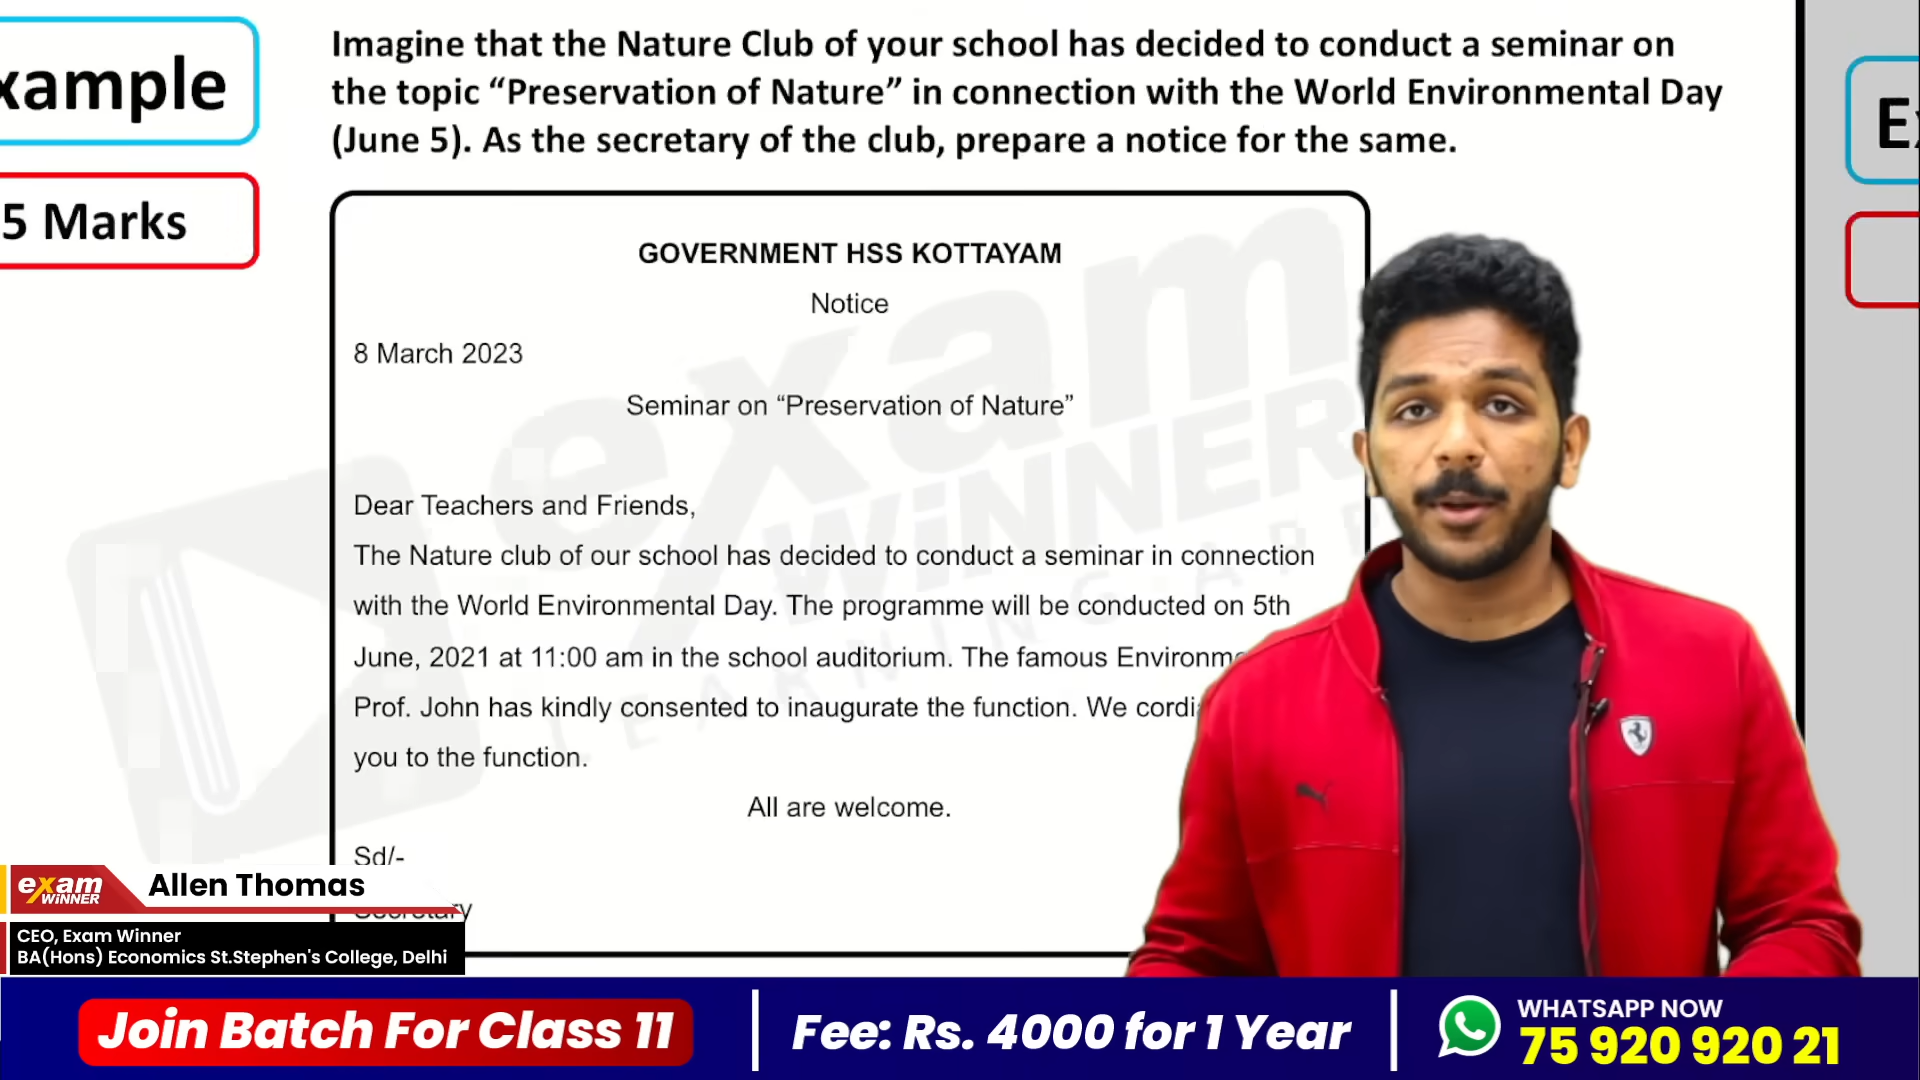 xample
5 Marks
Imagine that the Nature Club of your school has decided to conduct a seminar on
the topic “Preservation of Nature” in connection with the World Environmental Day
(June 5). As the secretary of the club, prepare a notice for the same.
GOVERNMENT HSS KOTTAYAM
Notice
8 March 2023
Seminar on “Preservation of Nature”
Dear Teachers and Friends,
The Nature club of our school has decided to conduct a seminar in connection
with the World Environmental Day. The programme will be conducted on 5th
June, 2021 at 11:00 am in the school auditorium. The famous
Prof. John has kindly consented to inaugurate the function. We
you to the function.
All are welcome.
Sd/-
Secretary
exam
WiNNER
LEARNING APP
exam
WiNNER
Allen Thomas
CEO, Exam Winner
BA(Hons) Economics St.Stephen's College, Delhi
Join Batch For Class 11
Fee: Rs. 4000 for 1 Year
WHATSAPP NOW
75 920 920 21